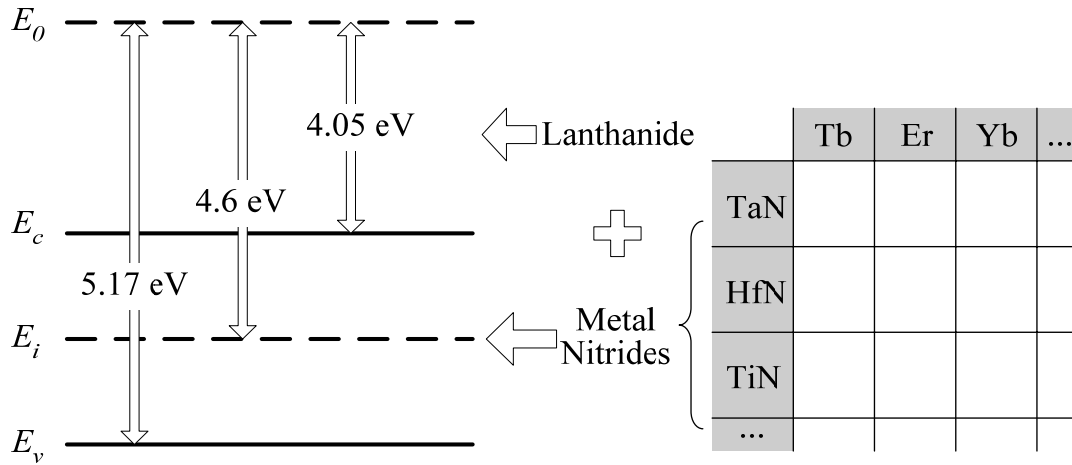 E0
4.05 eV
Lanthanide
4.6 eV
Ec
5.17 eV
Ei
Metal
Nitrides
Ev
Tb Er Yb ...
TaN
HfN
TiN
...